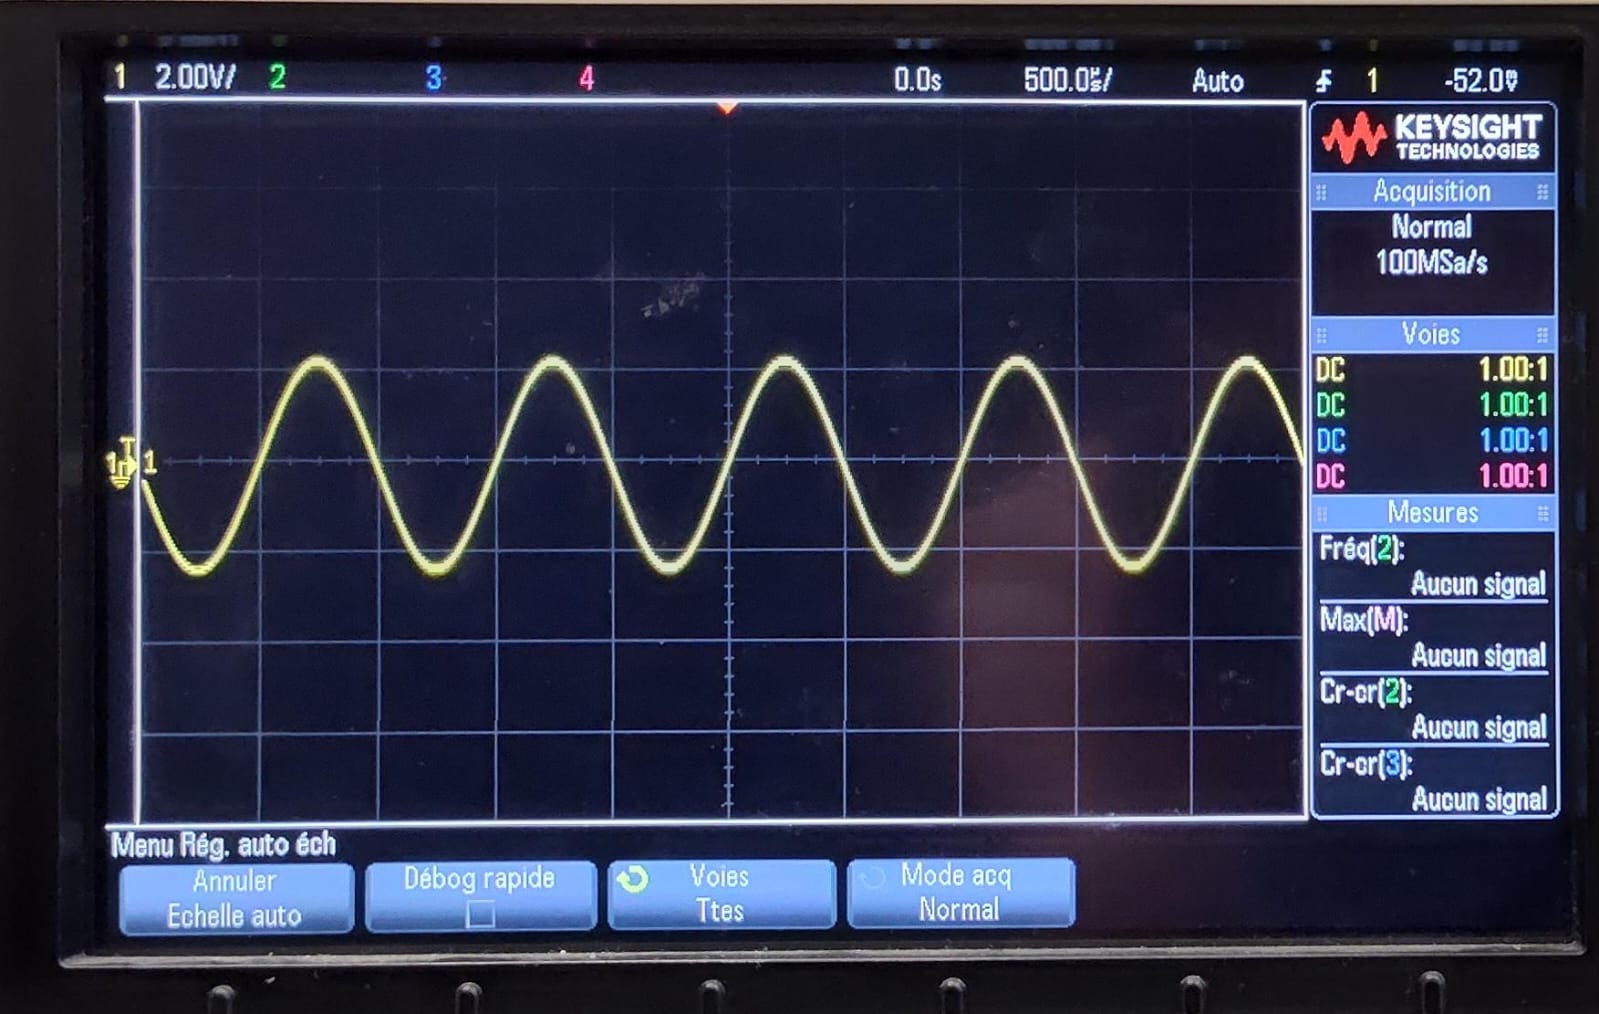 1 2.00V/ 2 3 4 0.0s 500.0µs/ Auto 1 -52.0mV
KEYSIGHT
TECHNOLOGIES
Acquisition
Normal
100MSa/s
Voies
DC 1.00:1
DC 1.00:1
DC 1.00:1
DC 1.00:1
Mesures
Fréq(2):
Aucun signal
Max(M):
Aucun signal
Cr-cr(2):
Aucun signal
Cr-cr(3):
Aucun signal
T
1 1
Menu Rég. auto éch
Annuler
Echelle auto
Débog rapide
Voies
Ttes
Mode acq
Normal